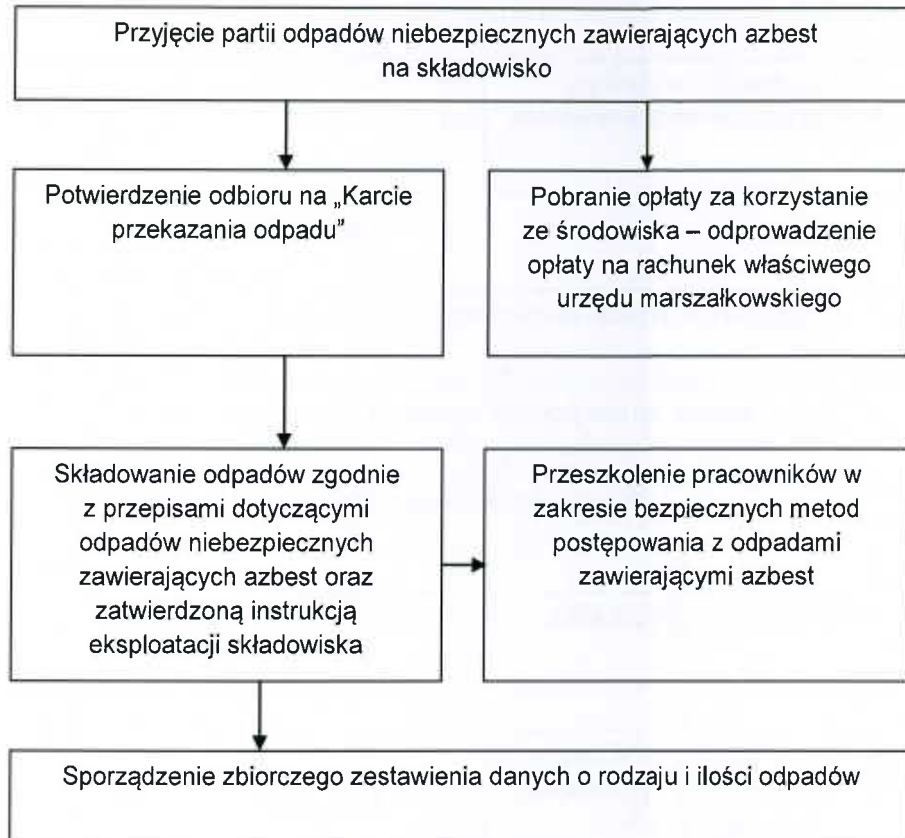 Przyjęcie partii odpadów niebezpiecznych zawierających azbest
na składowisko
Potwierdzenie odbioru na „Karcie
przekazania odpadu”
Pobranie opłaty za korzystanie
ze środowiska – odprowadzenie
opłaty na rachunek właściwego
urzędu marszałkowskiego
Składowanie odpadów zgodnie
z przepisami dotyczącymi
odpadów niebezpiecznych
zawierających azbest oraz
zatwierdzoną instrukcją
eksploatacji składowiska
Przeszkolenie pracowników w
zakresie bezpiecznych metod
postępowania z odpadami
zawierającymi azbest
Sporządzenie zbiorczego zestawienia danych o rodzaju i ilości odpadów